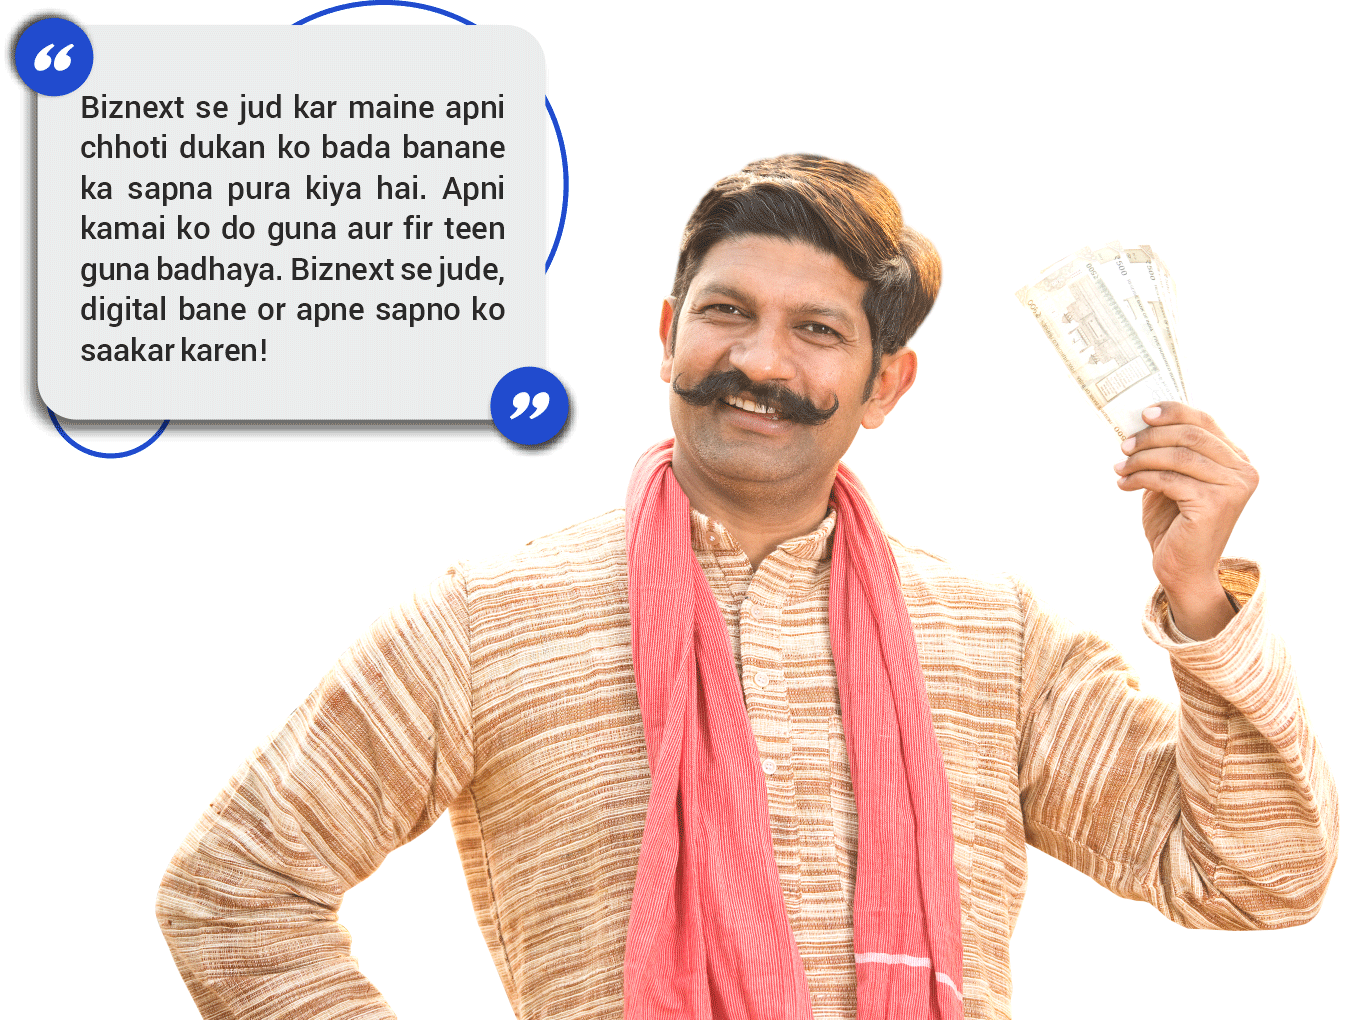 “
Biznext se jud kar maine apni
chhoti dukan ko bada banane
ka sapna pura kiya hai. Apni
kamai ko do guna aur fir teen
guna badhaya. Biznext se jude,
digital bane or apne sapno ko
saakar karen!
”